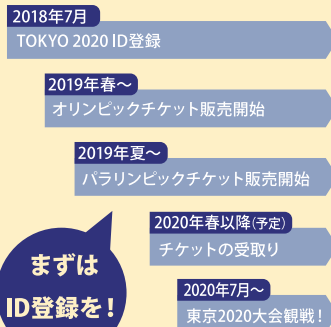 2018年7月
TOKYO 2020 ID登録
2019年春～
オリンピックチケット販売開始
2019年夏～
パラリンピックチケット販売開始
2020年春以降(予定)
チケットの受取り
2020年7月～
東京2020大会観戦！
まずは
ID登録を！